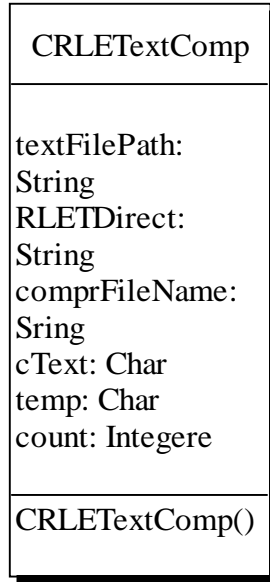 CRLETextComp
textFilePath:
String
RLETDirect:
String
comprFileName:
Sring
cText: Char
temp: Char
count: Integere
CRLETextComp()